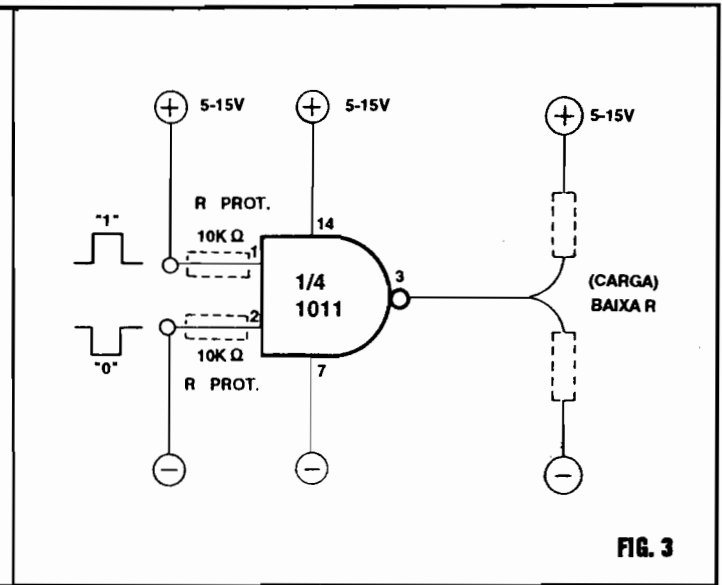 5-15V
5-15V
5-15V
R PROT.
"1"
10K Ω
14
1
1/4
1011
3
(CARGA)
BAIXA R
2
"0"
10K Ω
R PROT.
7
FIG. 3